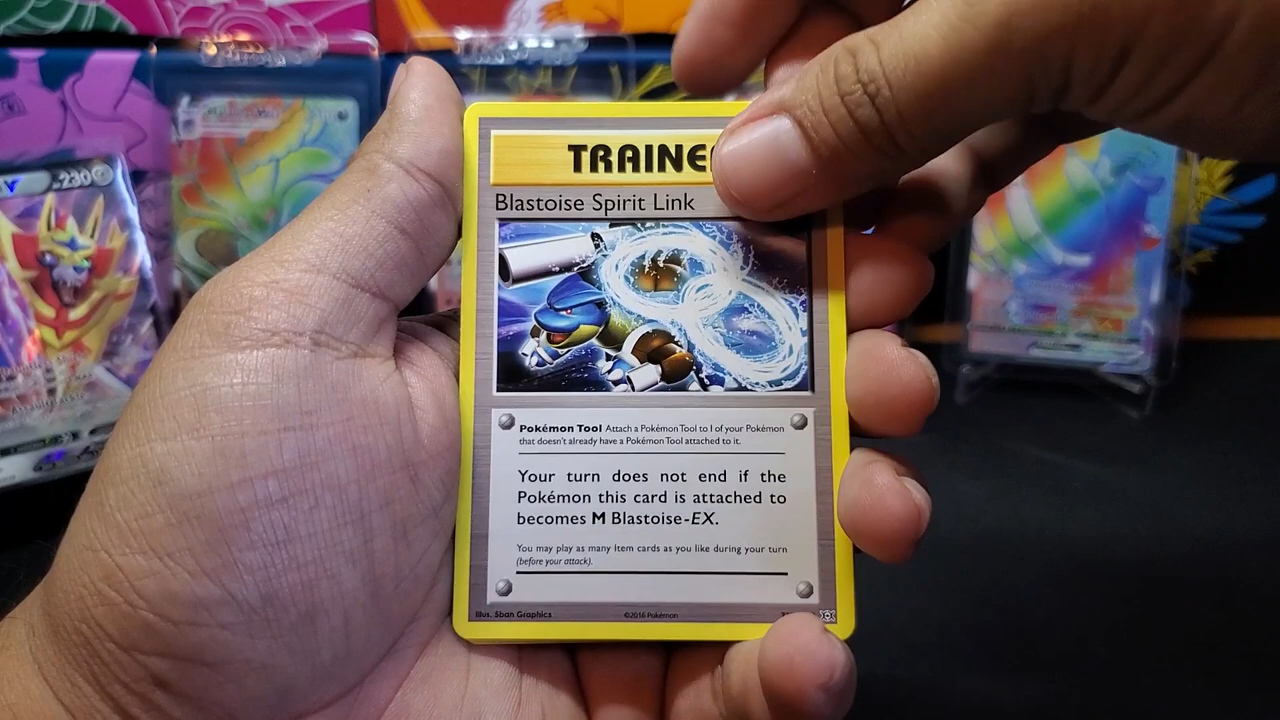 TRAINE
Blastoise Spirit Link
Pokémon Tool Attach a Pokémon Tool to 1 of your Pokémon
that doesn't already have a Pokémon Tool attached to it.
Your turn does not end if the
Pokémon this card is attached to
becomes M Blastoise-EX.
You may play as many Item cards as you like during your turn
(before your attack).
Illus. 5ban Graphics
©2016 Pokémon
230